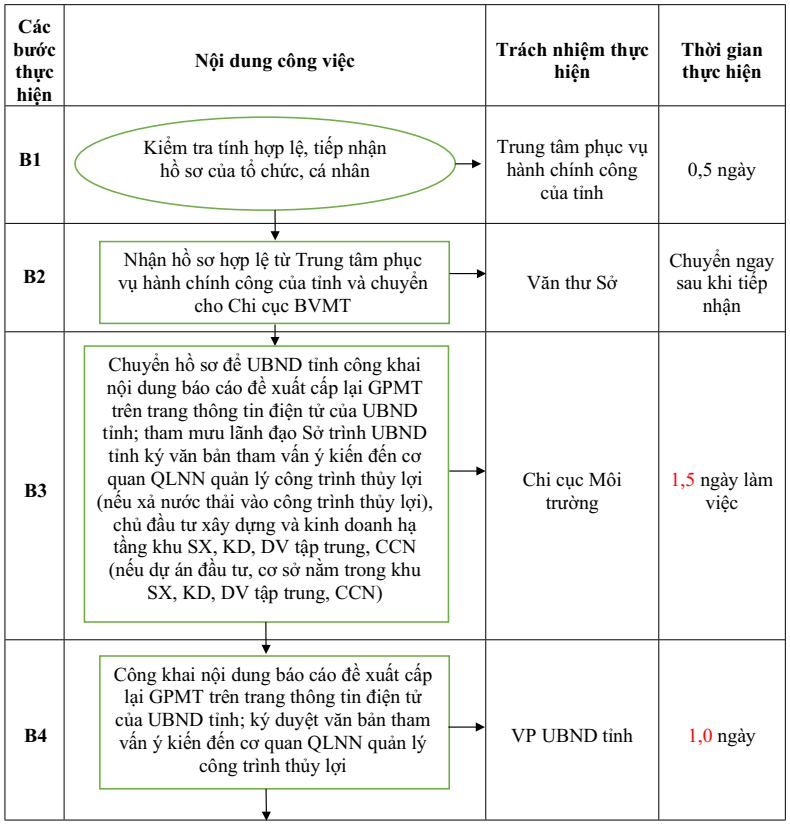 Các
bước
thực
hiện
Nội dung công việc
Trách nhiệm thực
hiện
Thời gian
thực hiện
B1
Kiểm tra tính hợp lệ, tiếp nhận
hồ sơ của tổ chức, cá nhân
Trung tâm phục vụ
hành chính công
của tỉnh
0,5 ngày
B2
Nhận hồ sơ hợp lệ từ Trung tâm phục
vụ hành chính công của tỉnh và chuyển
cho Chi cục BVMT
Văn thư Sở
Chuyển ngay
sau khi tiếp
nhận
B3
Chuyển hồ sơ để UBND tỉnh công khai
nội dung báo cáo đề xuất cấp lại GPMT
trên trang thông tin điện tử của UBND
tỉnh; tham mưu lãnh đạo Sở trình UBND
tỉnh ký văn bản tham vấn ý kiến đến cơ
quan QLNN quản lý công trình thủy lợi
(nếu xả nước thải vào công trình thủy lợi),
chủ đầu tư xây dựng và kinh doanh hạ
tầng khu SX, KD, DV tập trung, CCN
(nếu dự án đầu tư, cơ sở nằm trong khu
SX, KD, DV tập trung, CCN)
Chi cục Môi
trường
1,5 ngày làm
việc
B4
Công khai nội dung báo cáo đề xuất cấp
lại GPMT trên trang thông tin điện tử
của UBND tỉnh; ký duyệt văn bản tham
vấn ý kiến đến cơ quan QLNN quản lý
công trình thủy lợi
VP UBND tỉnh
1,0 ngày